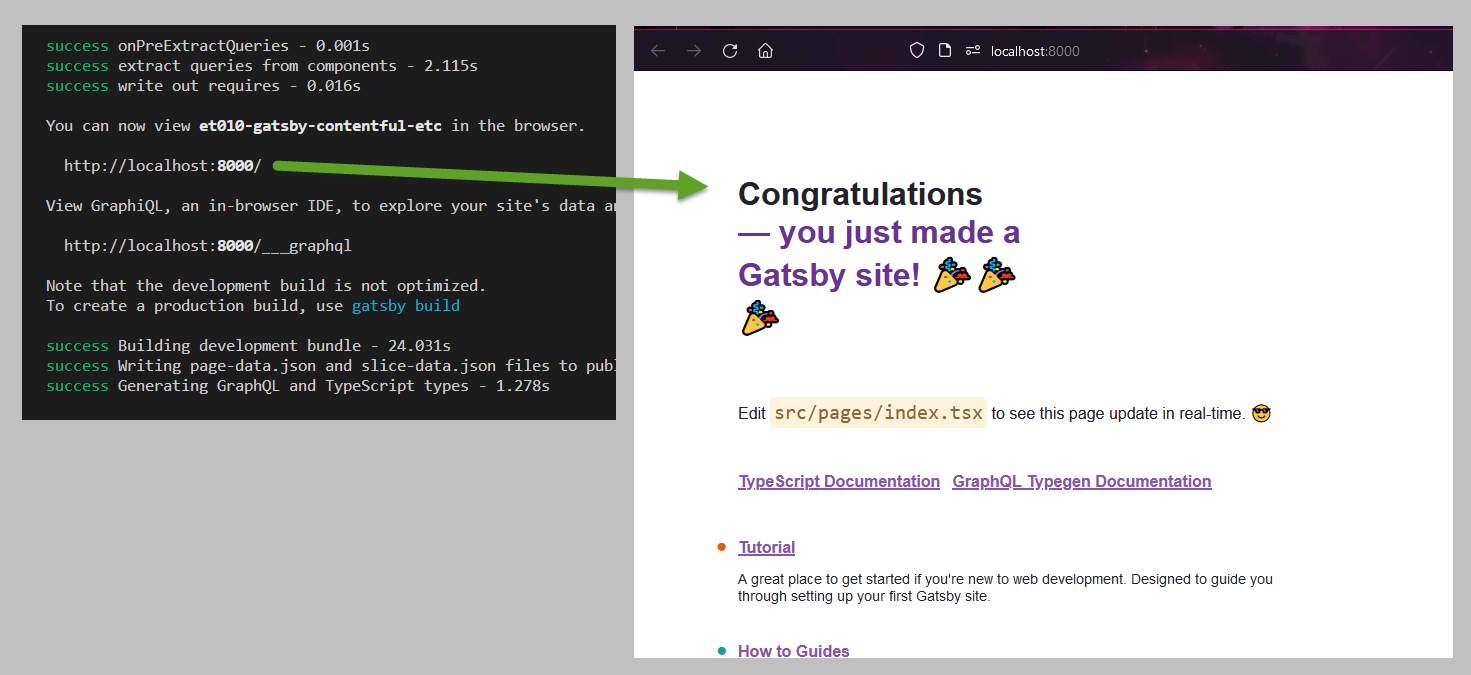 success onPreExtractQueries - 0.001s
success extract queries from components - 2.115s
success write out requires - 0.016s
You can now view et010-gatsby-contentful-etc in the browser.
http://localhost:8000/
View GraphiQL, an in-browser IDE, to explore your site's data an
http://localhost:8000/___graphql
Note that the development build is not optimized.
To create a production build, use gatsby build
success Building development bundle - 24.031s
success Writing page-data.json and slice-data.json files to publ
success Generating GraphQL and TypeScript types - 1.278s
localhost:8000
Congratulations
— you just made a
Gatsby site! 🎉🎉
🎉
Edit src/pages/index.tsx to see this page update in real-time. 😎
TypeScript Documentation GraphQL Typegen Documentation
Tutorial
A great place to get started if you're new to web development. Designed to guide you
through setting up your first Gatsby site.
How to Guides